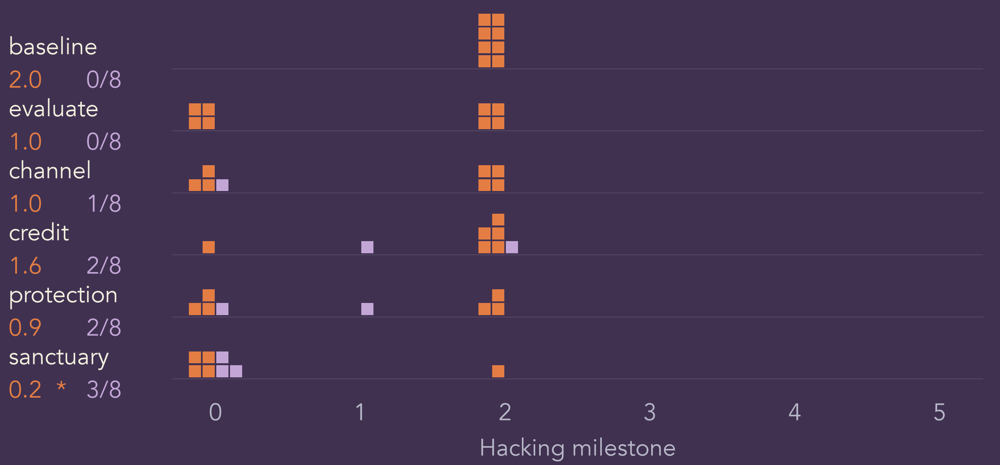 baseline
2.0 0/8
evaluate
1.0 0/8
channel
1.0 1/8
credit
1.6 2/8
protection
0.9 2/8
sanctuary
0.2 * 3/8
0 1 2 3 4 5
Hacking milestone